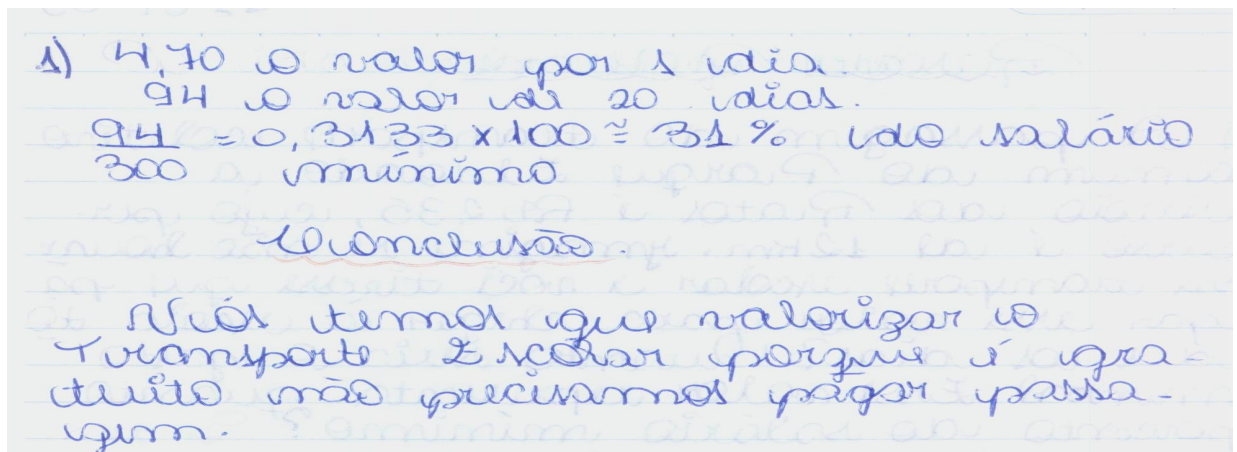 1) 4,70 o valor por 1 dia.
94 o valor de 20 dias.
94/300 = 0,3133 x 100 ≅ 31 % do salário
mínimo
Conclusão.
Nós temos que valorizar o
Transporte Escolar porque é gra
tuito não precisamos pagar passa-
gem.